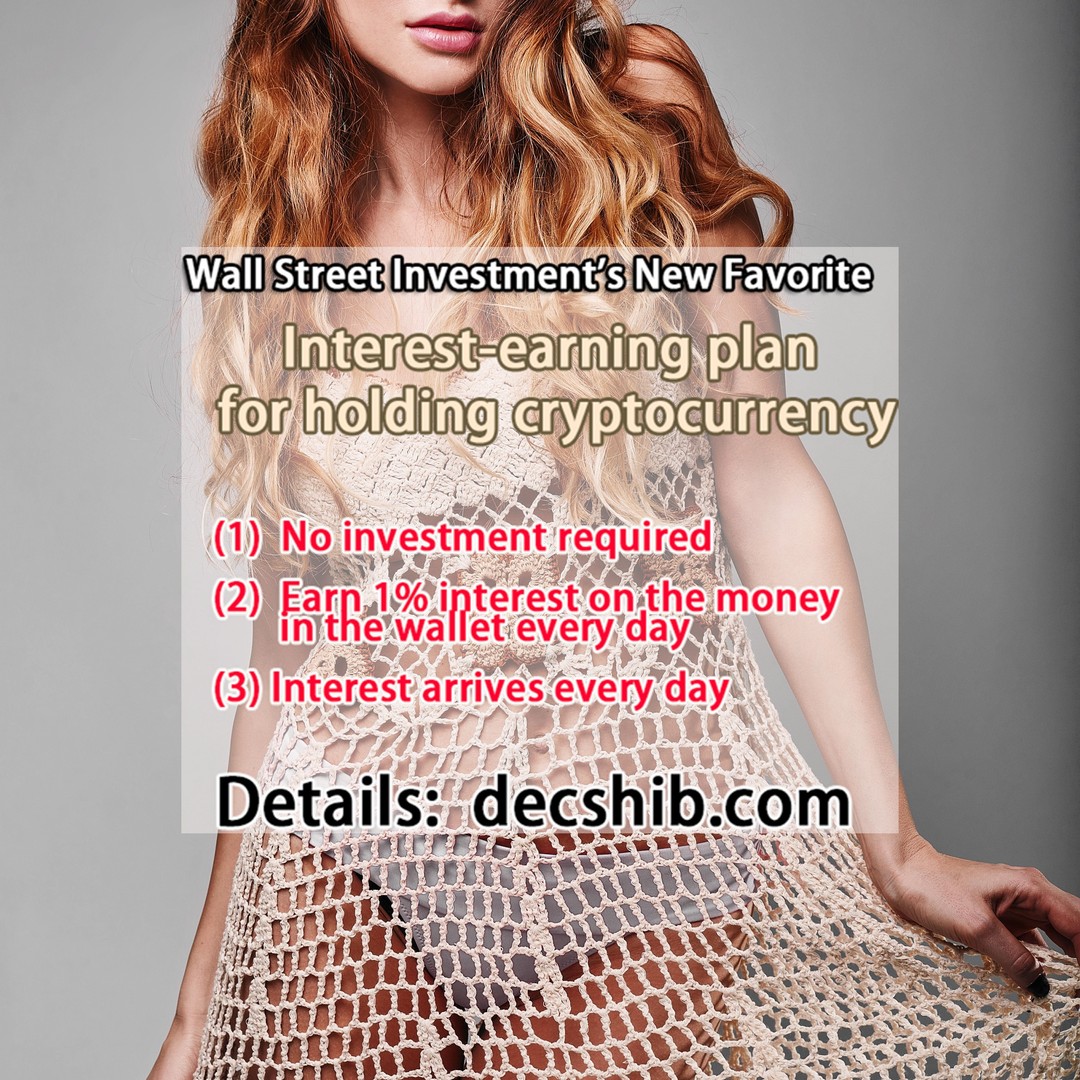 Wall Street Investment’s New Favorite
Interest-earning plan
for holding cryptocurrency
(1) No investment required
(2) Earn 1% interest on the money
in the wallet every day
(3) Interest arrives every day
Details: decshib.com